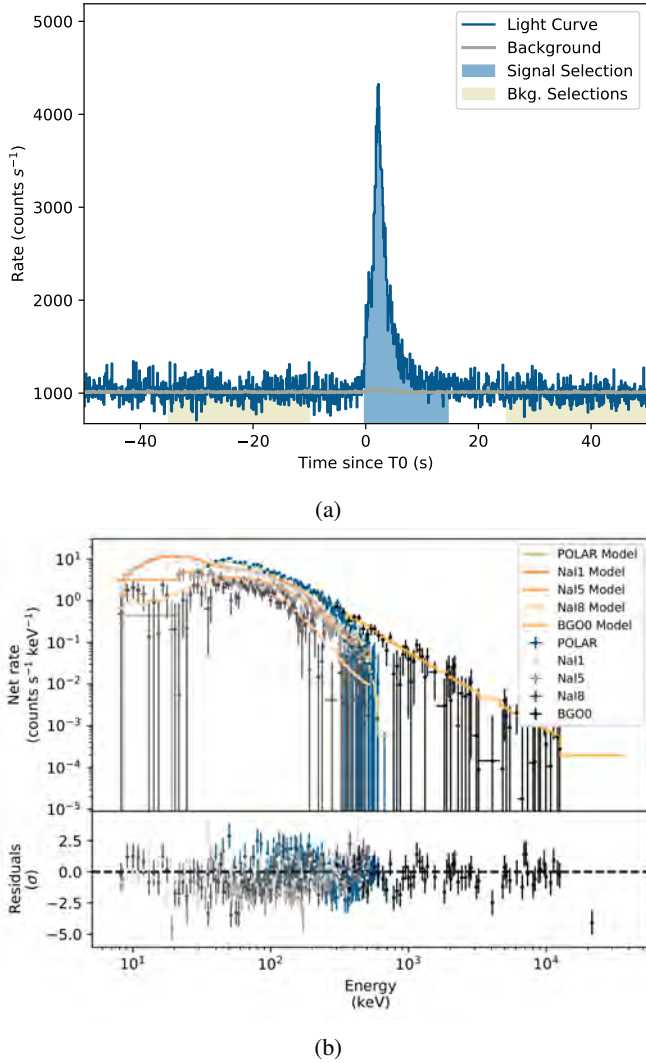 5000
4000
3000
2000
1000
Rate (counts s⁻¹)
Light Curve
Background
Signal Selection
Bkg. Selections
−40 −20 0 20 40
Time since T0 (s)
(a)
10¹
10⁰
10⁻¹
10⁻²
10⁻³
10⁻⁴
10⁻⁵
Net rate
(counts s⁻¹ keV⁻¹)
POLAR Model
NaI1 Model
NaI5 Model
NaI8 Model
BGO0 Model
POLAR
NaI1
NaI5
NaI8
BGO0
2.5
0.0
−2.5
−5.0
Residuals
(σ)
10¹ 10² 10³ 10⁴
Energy
(keV)
(b)